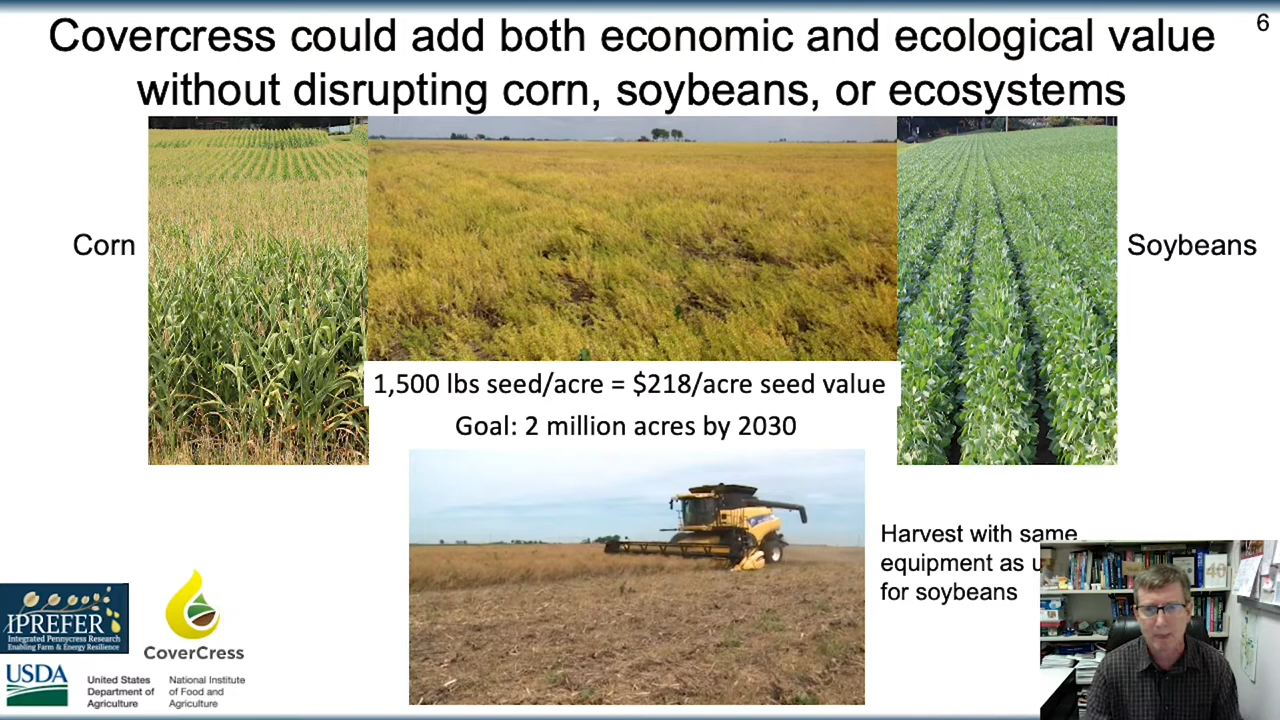 6
Covercress could add both economic and ecological value
without disrupting corn, soybeans, or ecosystems
Corn
Soybeans
1,500 lbs seed/acre = $218/acre seed value
Goal: 2 million acres by 2030
Harvest with same
equipment as
for soybeans
IPREFER
Integrated Pennycress Research
Enabling Farm & Energy Resilience
CoverCress
USDA
United States
Department of
Agriculture
National Institute
of Food and
Agriculture
40